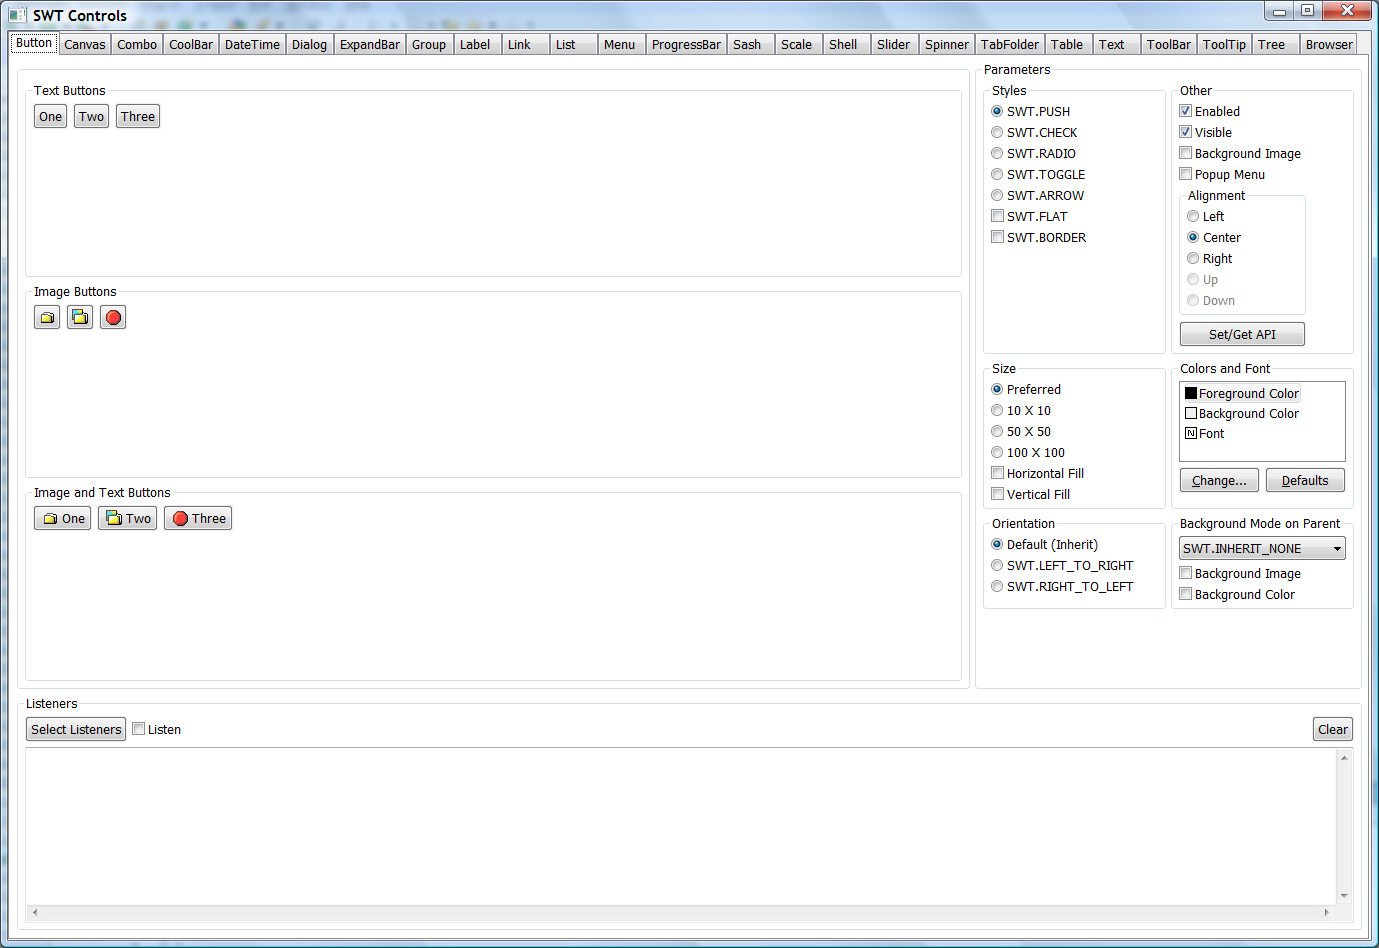 SWT Controls
Button Canvas Combo CoolBar DateTime Dialog ExpandBar Group Label Link List Menu ProgressBar Sash Scale Shell Slider Spinner TabFolder Table Text ToolBar ToolTip Tree Browser
Text Buttons
One Two Three
Image Buttons
Image and Text Buttons
One Two Three
Parameters
Styles
SWT.PUSH
SWT.CHECK
SWT.RADIO
SWT.TOGGLE
SWT.ARROW
SWT.FLAT
SWT.BORDER
Other
Enabled
Visible
Background Image
Popup Menu
Alignment
Left
Center
Right
Up
Down
Set/Get API
Size
Preferred
10 X 10
50 X 50
100 X 100
Horizontal Fill
Vertical Fill
Colors and Font
Foreground Color
Background Color
N Font
Change... Defaults
Orientation
Default (Inherit)
SWT.LEFT_TO_RIGHT
SWT.RIGHT_TO_LEFT
Background Mode on Parent
SWT.INHERIT_NONE
Background Image
Background Color
Listeners
Select Listeners Listen Clear